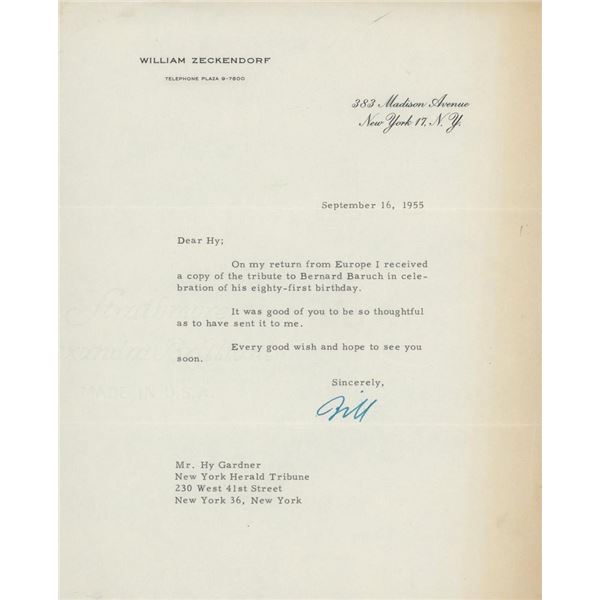 WILLIAM ZECKENDORF
TELEPHONE PLAZA 9-7800
383 Madison Avenue
New York 17, N. Y.
September 16, 1955
Dear Hy;
On my return from Europe I received
a copy of the tribute to Bernard Baruch in cele-
bration of his eighty-first birthday.
It was good of you to be so thoughtful
as to have sent it to me.
Every good wish and hope to see you
soon.
Sincerely,
Bill
Mr. Hy Gardner
New York Herald Tribune
230 West 41st Street
New York 36, New York
Strathmore
MADE IN U.S.A.